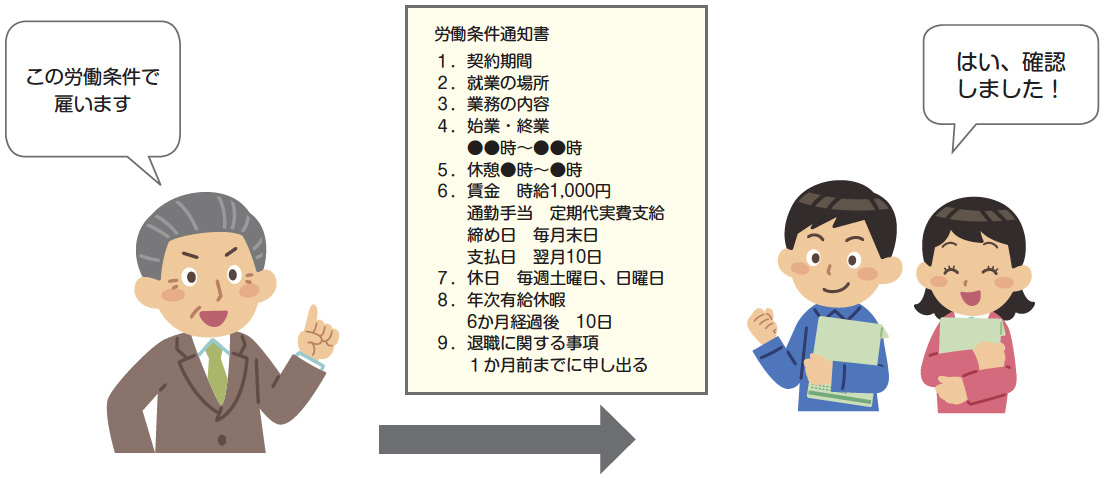 この労働条件で
雇います
労働条件通知書
1．契約期間
2．就業の場所
3．業務の内容
4．始業・終業
●●時～●●時
5．休憩●時～●時
6．賃金　時給1,000円
通勤手当　定期代実費支給
締め日　毎月末日
支払日　翌月10日
7．休日　毎週土曜日、日曜日
8．年次有給休暇
6か月経過後　10日
9．退職に関する事項
１か月前までに申し出る
はい、確認
しました！